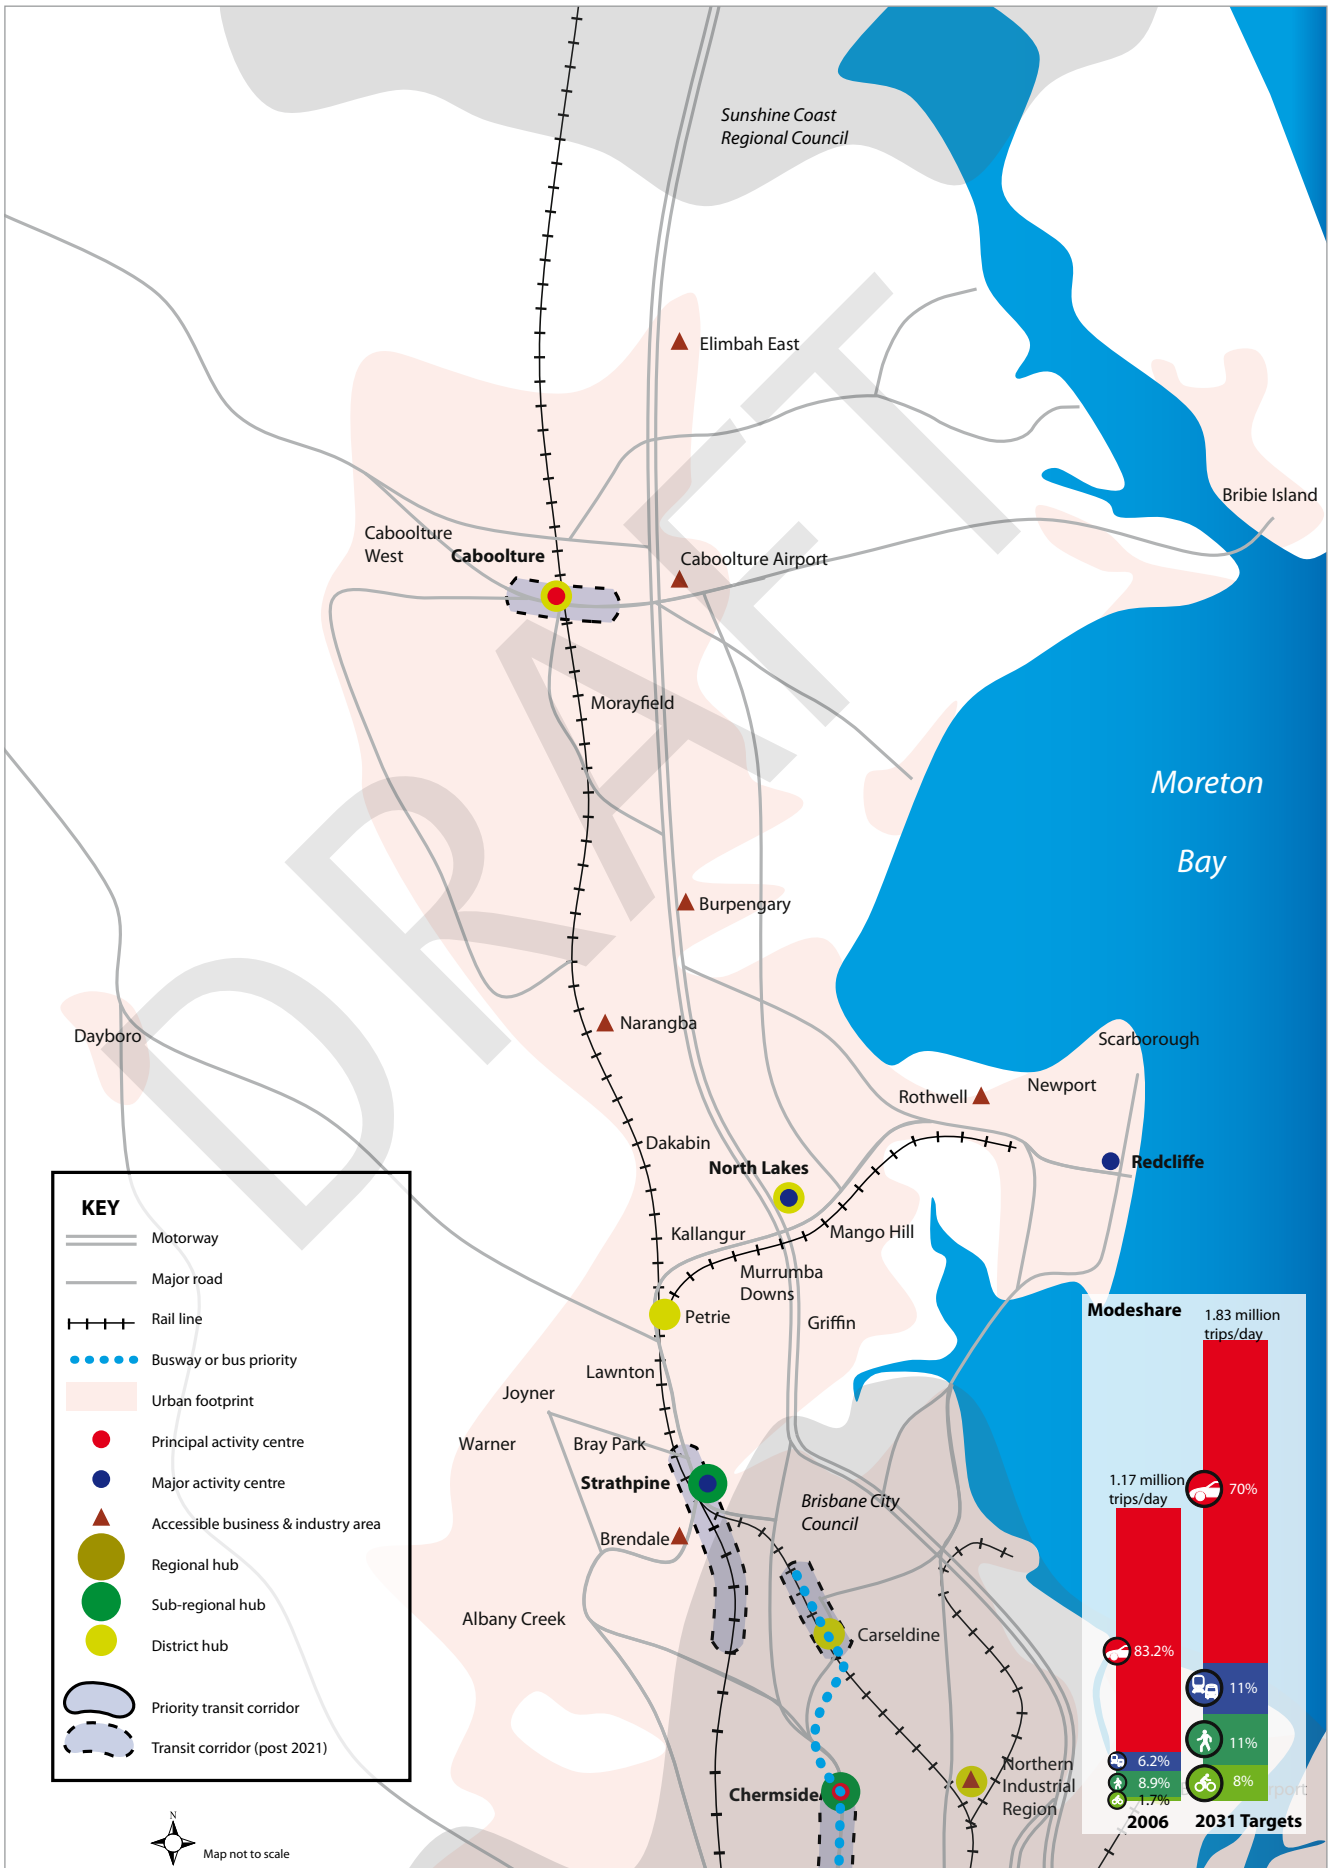 Sunshine Coast
Regional Council
Elimbah East
Bribie Island
Caboolture
West
Caboolture
Caboolture Airport
Morayfield
Moreton
Bay
Burpengary
Narangba
Dayboro
Scarborough
Newport
Rothwell
Dakabin
North Lakes
Redcliffe
Kallangur
Mango Hill
Murrumba
Downs
Petrie
Griffin
Lawnton
Joyner
Warner
Bray Park
Strathpine
Brisbane City
Council
Brendale
Albany Creek
Carseldine
Chermside
Northern
Industrial
Region
DRAFT
KEY
Motorway
Major road
Rail line
Busway or bus priority
Urban footprint
Principal activity centre
Major activity centre
Accessible business & industry area
Regional hub
Sub-regional hub
District hub
Priority transit corridor
Transit corridor (post 2021)
N
Map not to scale
Modeshare
1.83 million
trips/day
1.17 million
trips/day
70%
83.2%
11%
11%
8%
6.2%
8.9%
1.7%
2006
2031 Targets